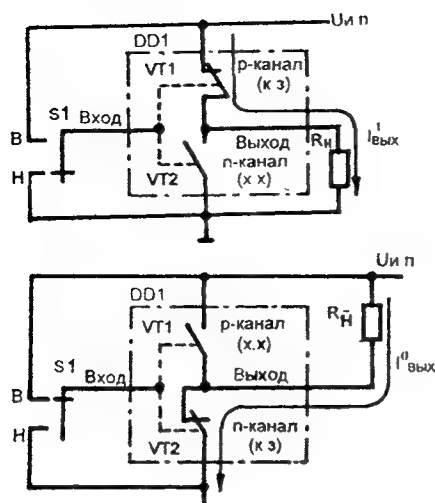 Uи п
DD1
VT1
р-канал
(к з)
S1
Вход
В
Н
Выход
n-канал
(х х)
VT2
Rн
I¹вых
Uи п
DD1
VT1
р-канал
(х.х)
S1
Вход
В
Н
Выход
n-канал
(к з)
VT2
Rн
I⁰вых